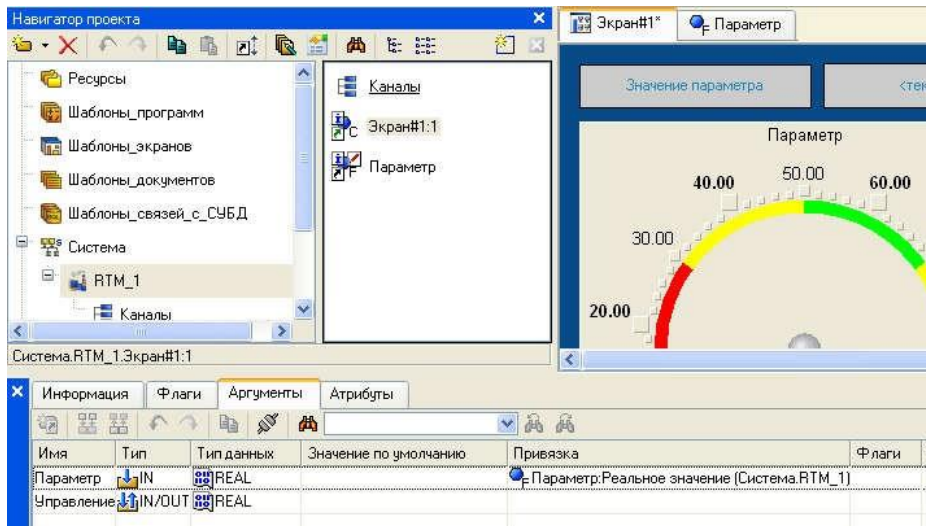 Навигатор проекта
Экран#1*
Параметр
Ресурсы
Шаблоны_программ
Шаблоны_экранов
Шаблоны_документов
Шаблоны_связей_с_СУБД
Система
RTM_1
Каналы
Каналы
Экран#1:1
Параметр
Значение параметра
<тек
Параметр
20.00
30.00
40.00
50.00
60.00
Система.RTM_1.Экран#1:1
Информация Флаги Аргументы Атрибуты
Имя Тип Тип данных Значение по умолчанию Привязка Флаги
Параметр IN REAL Параметр:Реальное значение (Система.RTM_1)
Управление IN/OUT REAL